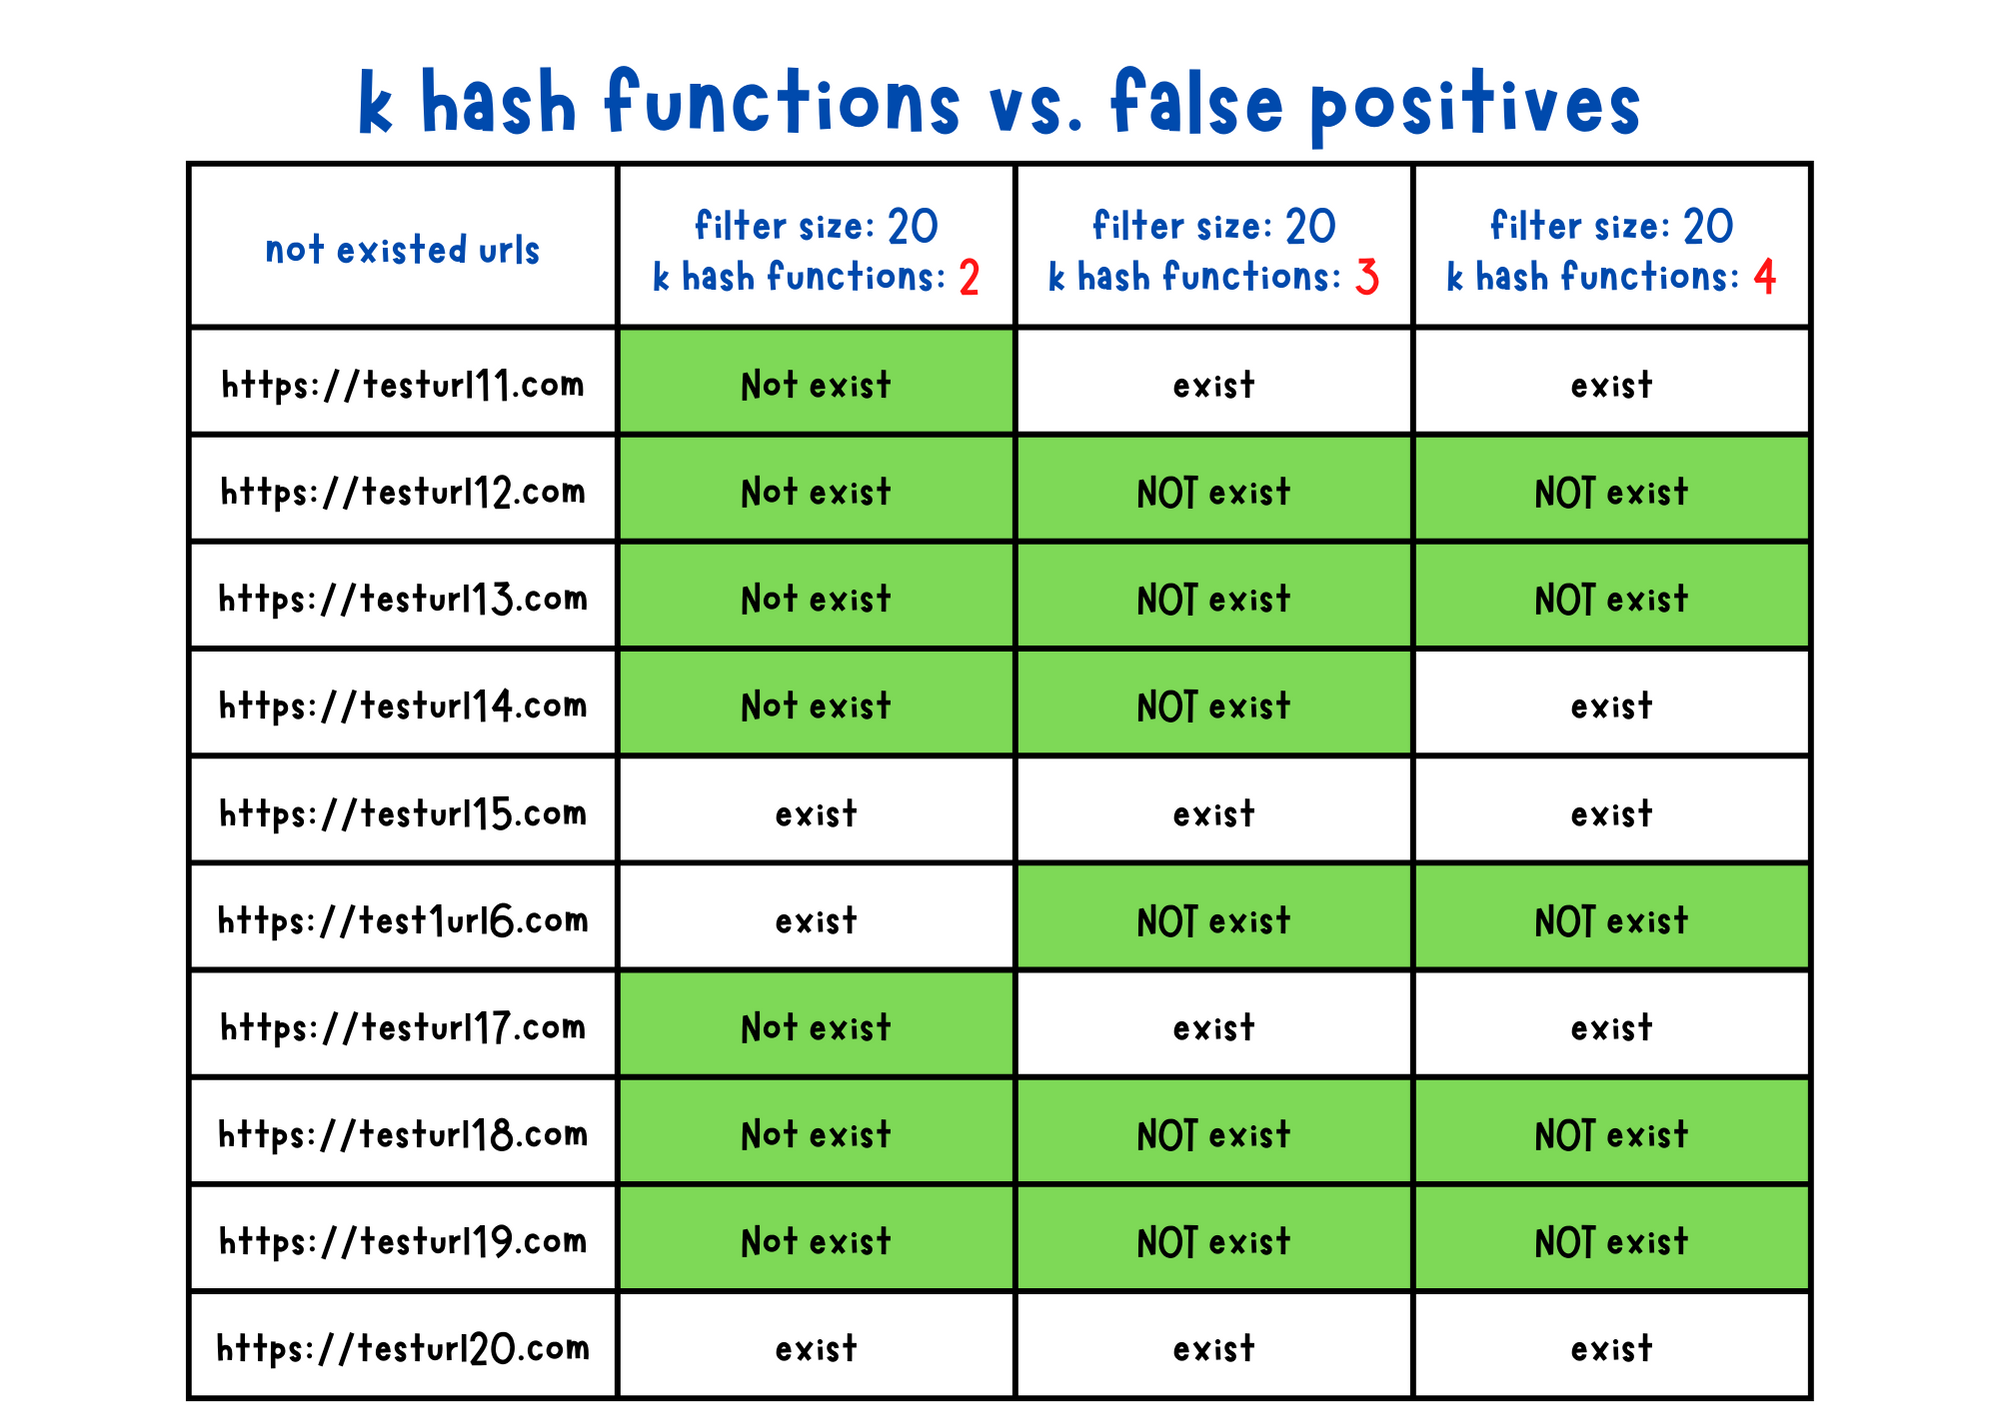 k hash functions vs. false positives
not existed urls
filter size: 20
k hash functions: 2
filter size: 20
k hash functions: 3
filter size: 20
k hash functions: 4
https://testurl11.com
Not exist
exist
exist
https://testurl12.com
Not exist
NOT exist
NOT exist
https://testurl13.com
Not exist
NOT exist
NOT exist
https://testurl14.com
Not exist
NOT exist
exist
https://testurl15.com
exist
exist
exist
https://test1url6.com
exist
NOT exist
NOT exist
https://testurl17.com
Not exist
exist
exist
https://testurl18.com
Not exist
NOT exist
NOT exist
https://testurl19.com
Not exist
NOT exist
NOT exist
https://testurl20.com
exist
exist
exist